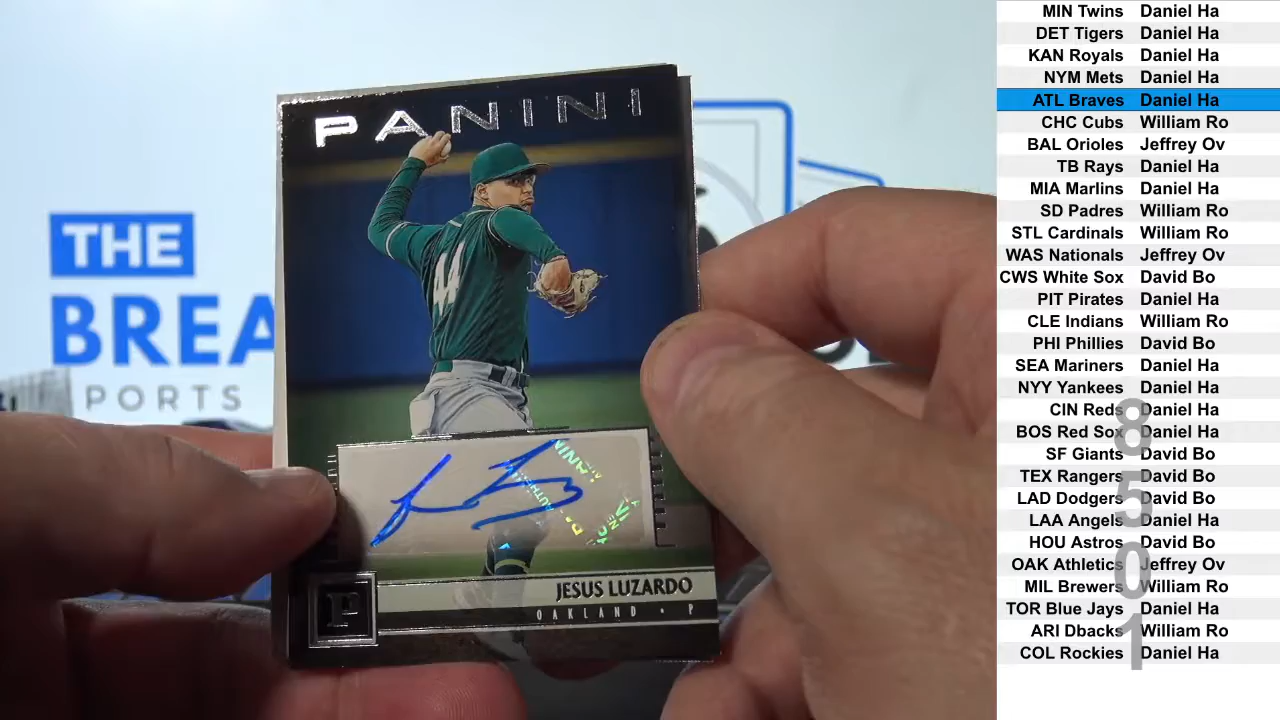 PANINI
44
JESUS LUZARDO
OAKLAND • P
P
THE
BREA
PORTS
MIN Twins Daniel Ha
DET Tigers Daniel Ha
KAN Royals Daniel Ha
NYM Mets Daniel Ha
ATL Braves Daniel Ha
CHC Cubs William Ro
BAL Orioles Jeffrey Ov
TB Rays Daniel Ha
MIA Marlins Daniel Ha
SD Padres William Ro
STL Cardinals William Ro
WAS Nationals Jeffrey Ov
CWS White Sox David Bo
PIT Pirates Daniel Ha
CLE Indians William Ro
PHI Phillies David Bo
SEA Mariners Daniel Ha
NYY Yankees Daniel Ha
CIN Reds Daniel Ha
BOS Red Sox Daniel Ha
SF Giants David Bo
TEX Rangers David Bo
LAD Dodgers David Bo
LAA Angels Daniel Ha
HOU Astros David Bo
OAK Athletics Jeffrey Ov
MIL Brewers William Ro
TOR Blue Jays Daniel Ha
ARI Dbacks William Ro
COL Rockies Daniel Ha
8501